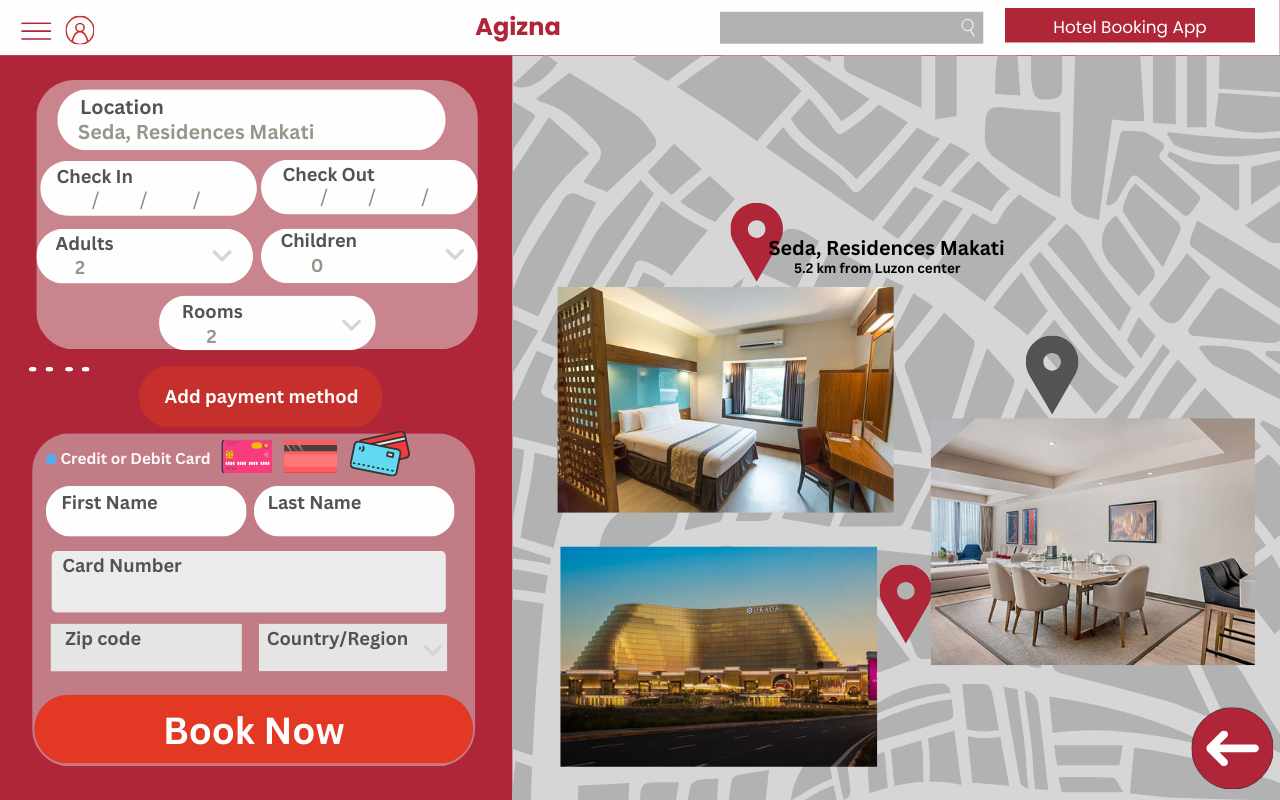 Agizna
Hotel Booking App
Location
Seda, Residences Makati
Check In
/ / /
Check Out
/ / /
Adults
2
Children
0
Rooms
2
Add payment method
Credit or Debit Card
First Name
Last Name
Card Number
Zip code
Country/Region
Book Now
Seda, Residences Makati
5.2 km from Luzon center
OKADA